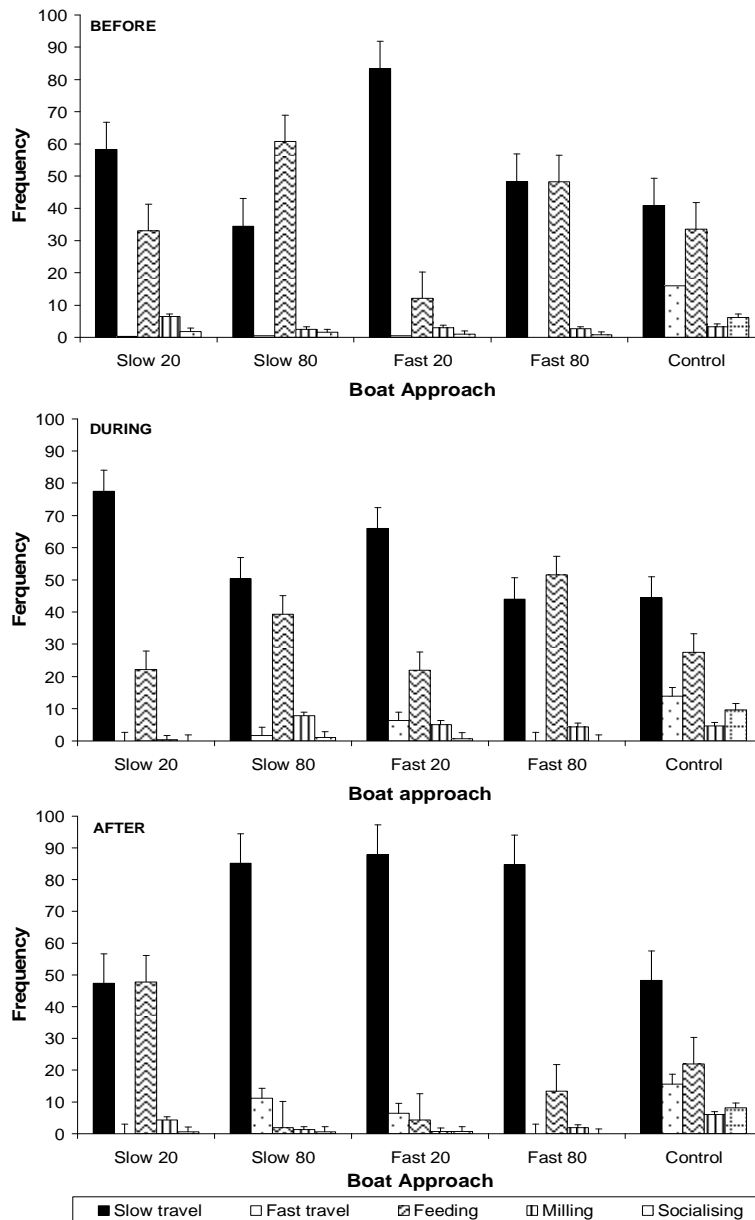 BEFORE
Frequency
100
90
80
70
60
50
40
30
20
10
0
Slow 20 Slow 80 Fast 20 Fast 80 Control
Boat Approach
DURING
Ferquency
100
90
80
70
60
50
40
30
20
10
0
Slow 20 Slow 80 Fast 20 Fast 80 Control
Boat approach
AFTER
Frequency
100
90
80
70
60
50
40
30
20
10
0
Slow 20 Slow 80 Fast 20 Fast 80 Control
Boat Approach
Slow travel Fast travel Feeding Milling Socialising